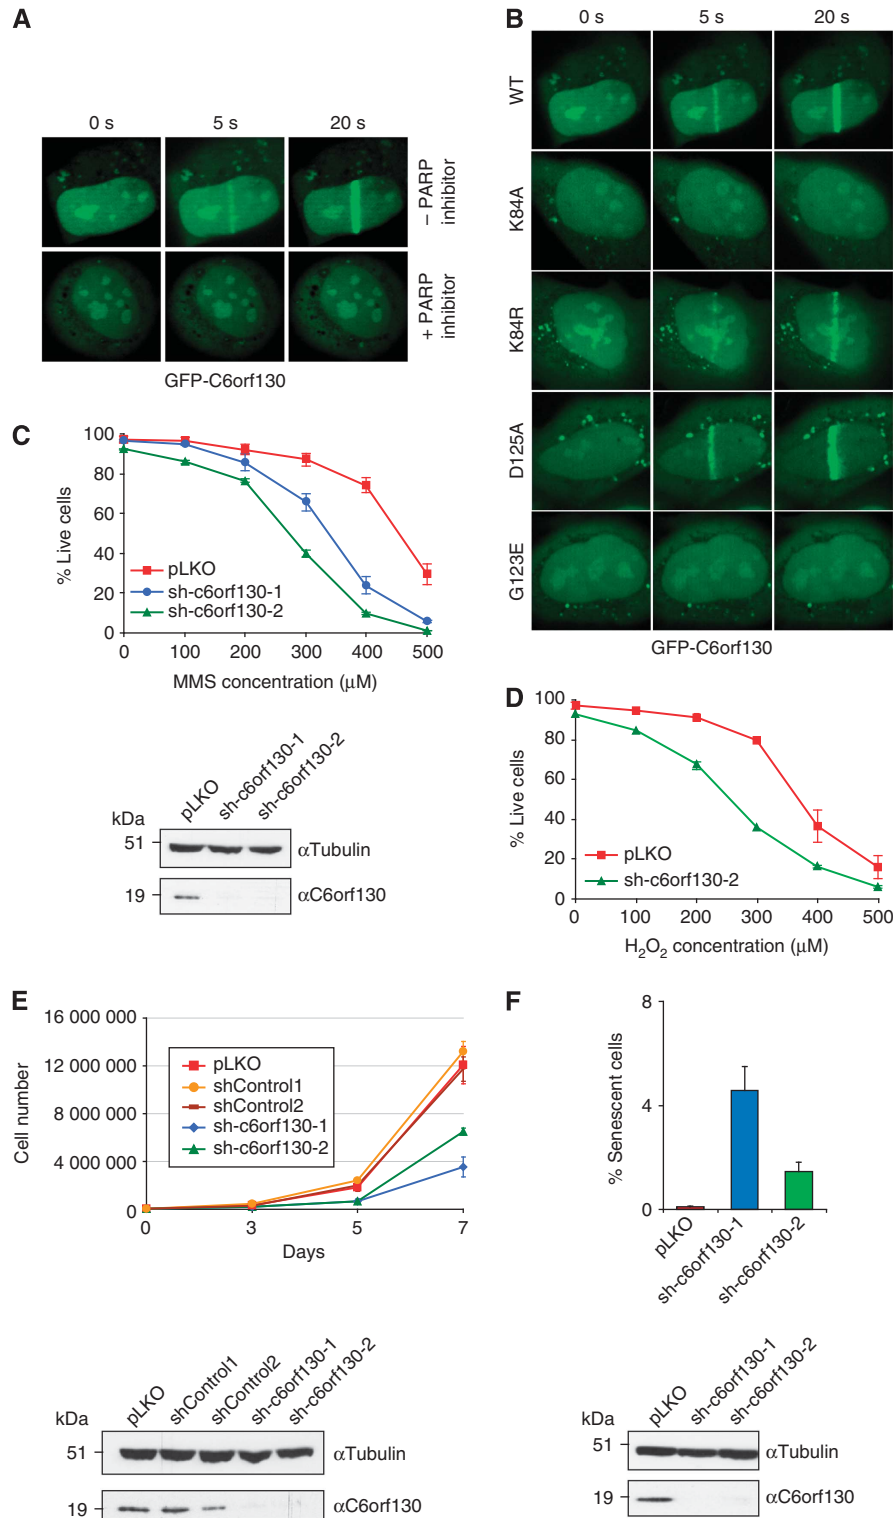 A
0 s 5 s 20 s
– PARP inhibitor
+ PARP inhibitor
GFP-C6orf130
B
0 s 5 s 20 s
WT
K84A
K84R
D125A
G123E
GFP-C6orf130
C
100
80
60
40
20
0
% Live cells
pLKO
sh-c6orf130-1
sh-c6orf130-2
0 100 200 300 400 500
MMS concentration (µM)
pLKO
sh-c6orf130-1
sh-c6orf130-2
kDa
51
αTubulin
19
αC6orf130
D
100
80
60
40
20
0
% Live cells
pLKO
sh-c6orf130-2
0 100 200 300 400 500
H₂O₂ concentration (µM)
E
16 000 000
12 000 000
8 000 000
4 000 000
0
Cell number
pLKO
shControl1
shControl2
sh-c6orf130-1
sh-c6orf130-2
0 3 5 7
Days
pLKO
shControl1
shControl2
sh-c6orf130-1
sh-c6orf130-2
kDa
51
αTubulin
19
αC6orf130
F
8
4
0
% Senescent cells
pLKO
sh-c6orf130-1
sh-c6orf130-2
pLKO
sh-c6orf130-1
sh-c6orf130-2
kDa
51
αTubulin
19
αC6orf130